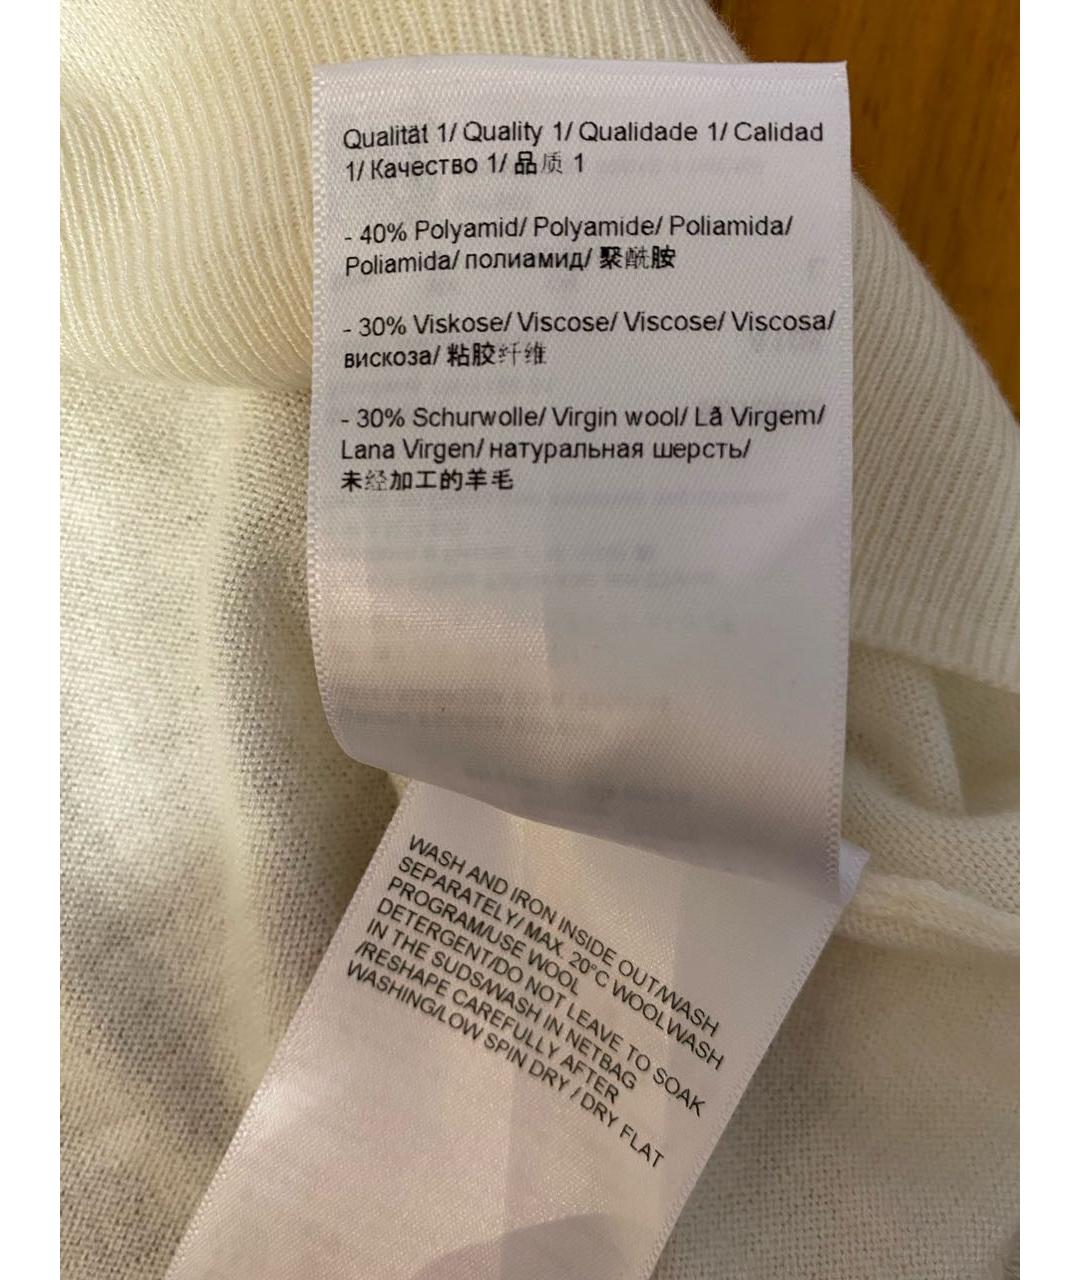 Qualität 1/ Quality 1/ Qualidade 1/ Calidad
1/ Качество 1/ 品质 1
- 40% Polyamid/ Polyamide/ Poliamida/
Poliamida/ полиамид/ 聚酰胺
- 30% Viskose/ Viscose/ Viscose/ Viscosa/
вискоза/ 粘胶纤维
- 30% Schurwolle/ Virgin wool/ Lã Virgem/
Lana Virgen/ натуральная шерсть/
未经加工的羊毛
WASH AND IRON INSIDE OUT/WASH
SEPARATELY/ MAX. 20°C WOOLWASH
PROGRAM/USE WOOL
DETERGENT/DO NOT LEAVE TO SOAK
IN THE SUDS/WASH IN NETBAG
/RESHAPE CAREFULLY AFTER
WASHING/LOW SPIN DRY / DRY FLAT